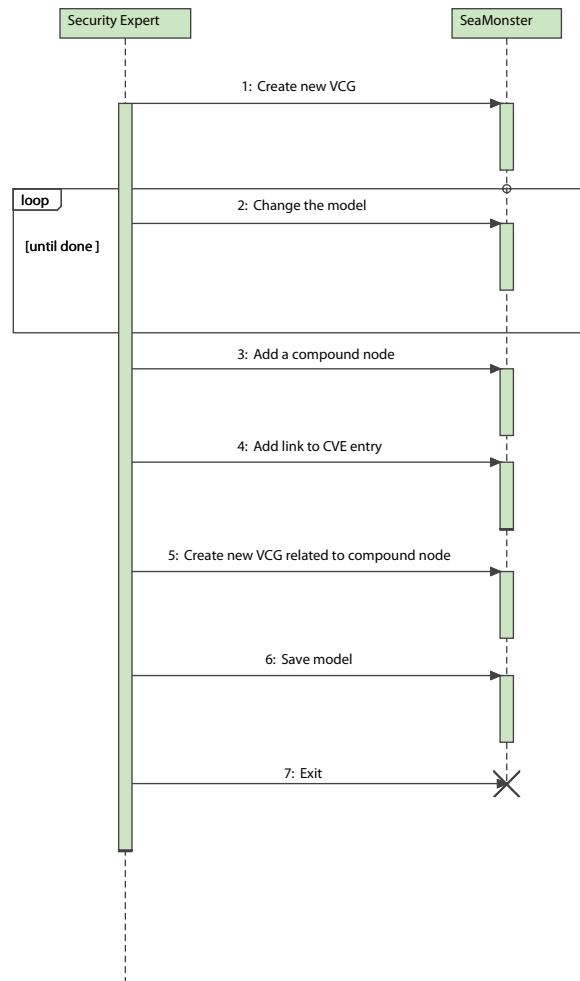 Security Expert
SeaMonster
1: Create new VCG
loop
2: Change the model
[until done ]
3: Add a compound node
4: Add link to CVE entry
5: Create new VCG related to compound node
6: Save model
7: Exit